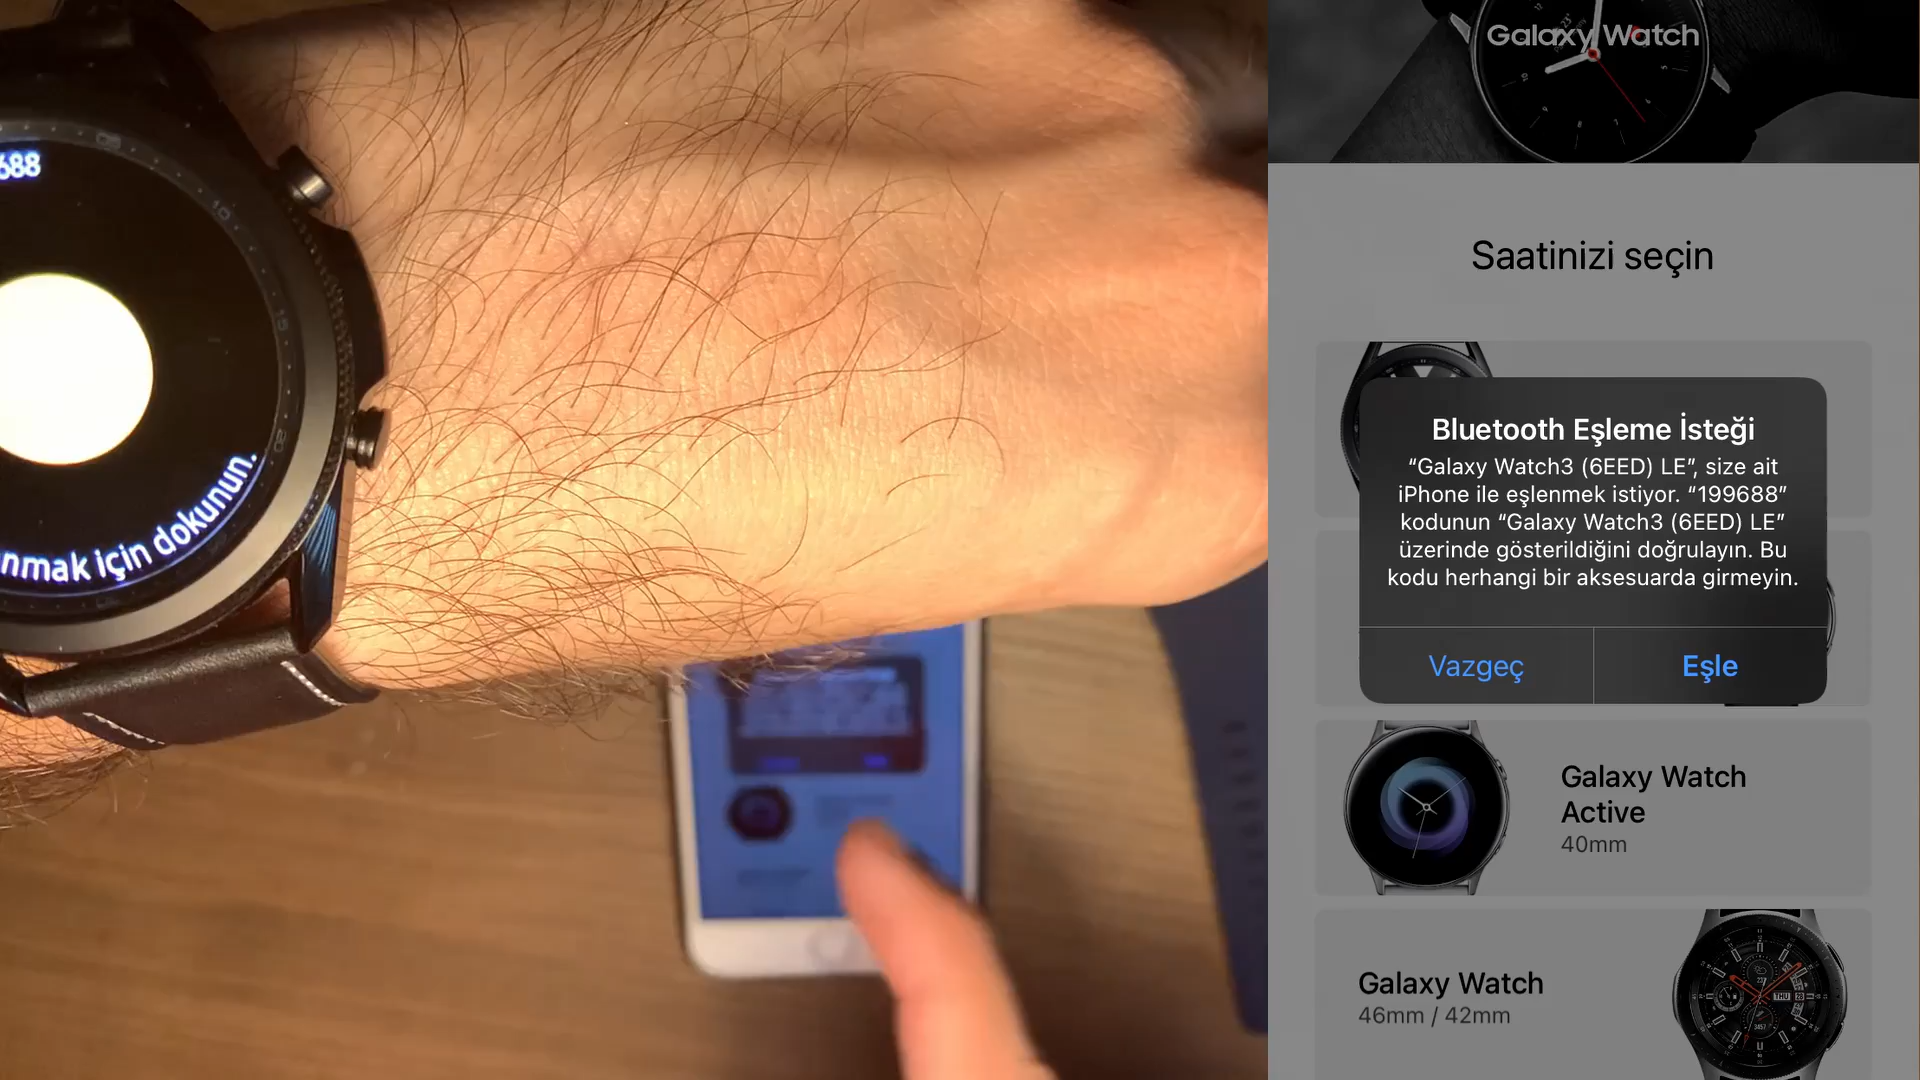 688
dokunmak için dokunun.
Galaxy Watch
Saatinizi seçin
Bluetooth Eşleme İsteği
“Galaxy Watch3 (6EED) LE”, size ait
iPhone ile eşlenmek istiyor. “199688”
kodunun “Galaxy Watch3 (6EED) LE”
üzerinde gösterildiğini doğrulayın. Bu
kodu herhangi bir aksesuarda girmeyin.
Vazgeç
Eşle
Galaxy Watch
Active
40mm
Galaxy Watch
46mm / 42mm